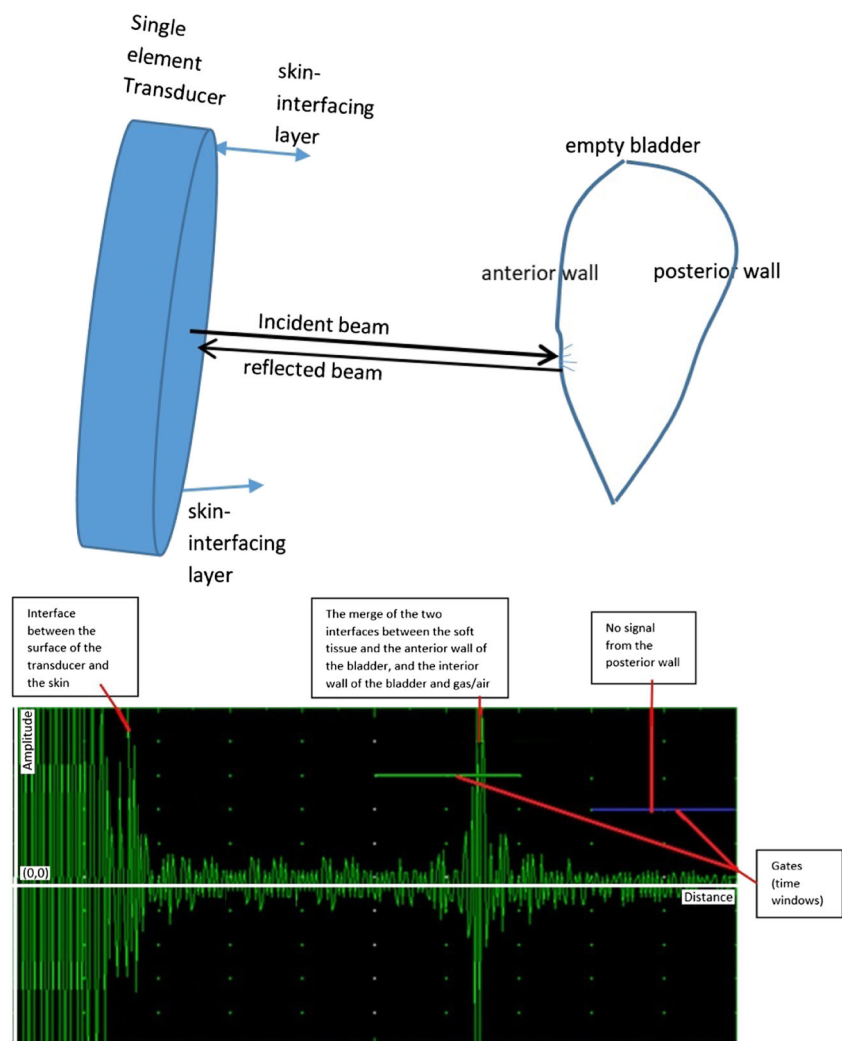 Single
element
Transducer
skin-
interfacing
layer
empty bladder
anterior wall
posterior wall
Incident beam
reflected beam
skin-
interfacing
layer
Interface
between the
surface of the
transducer and
the skin
The merge of the two
interfaces between the soft
tissue and the anterior wall of
the bladder, and the interior
wall of the bladder and gas/air
No signal
from the
posterior wall
Amplitude
(0,0)
Distance
Gates
(time
windows)